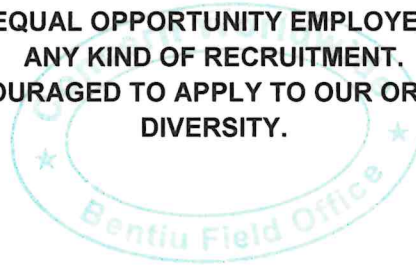 EQUAL OPPORTUNITY EMPLOYE
ANY KIND OF RECRUITMENT.
OURAGED TO APPLY TO OUR OR
DIVERSITY.
Bentiu Field Office